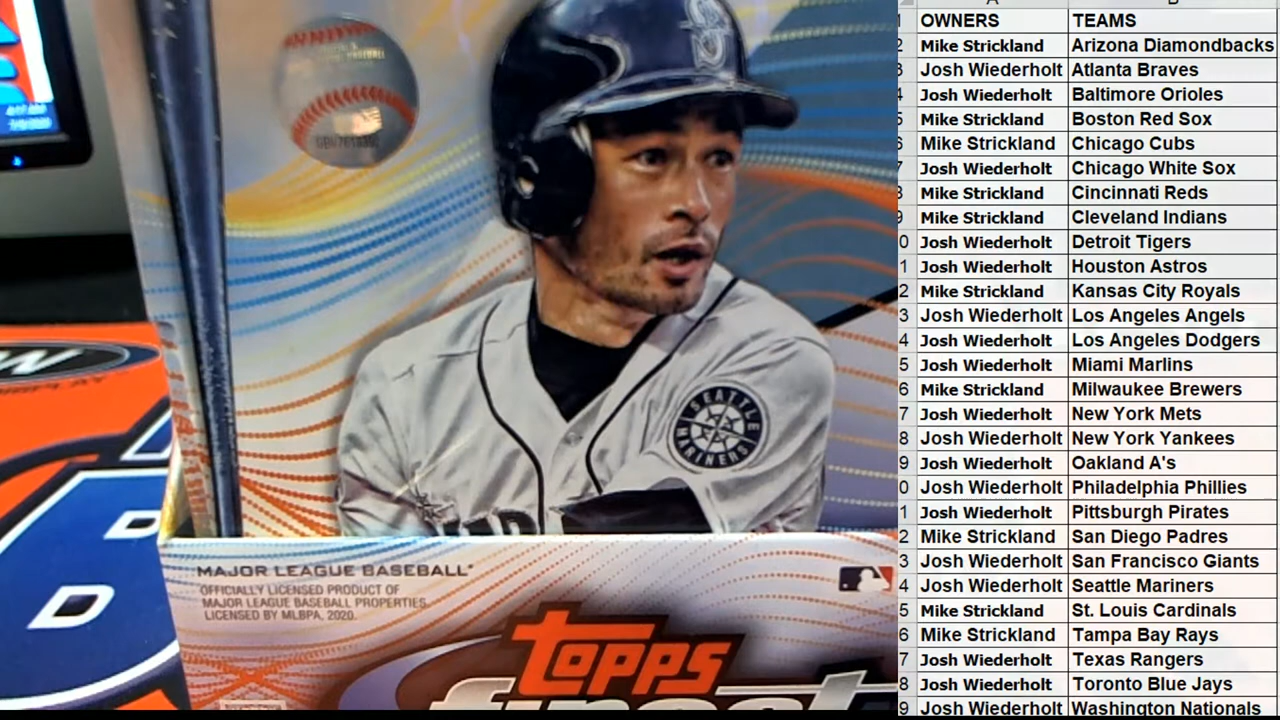 SEATTLE
MARINERS
MAJOR LEAGUE BASEBALL
OFFICIALLY LICENSED PRODUCT OF
MAJOR LEAGUE BASEBALL PROPERTIES.
LICENSED BY MLBPA, 2020.
TOPPS
finest
OWNERS TEAMS
Mike Strickland Arizona Diamondbacks
Josh Wiederholt Atlanta Braves
Josh Wiederholt Baltimore Orioles
Mike Strickland Boston Red Sox
Mike Strickland Chicago Cubs
Josh Wiederholt Chicago White Sox
Mike Strickland Cincinnati Reds
Mike Strickland Cleveland Indians
Josh Wiederholt Detroit Tigers
Josh Wiederholt Houston Astros
Mike Strickland Kansas City Royals
Josh Wiederholt Los Angeles Angels
Josh Wiederholt Los Angeles Dodgers
Josh Wiederholt Miami Marlins
Mike Strickland Milwaukee Brewers
Josh Wiederholt New York Mets
Josh Wiederholt New York Yankees
Josh Wiederholt Oakland A's
Josh Wiederholt Philadelphia Phillies
Josh Wiederholt Pittsburgh Pirates
Mike Strickland San Diego Padres
Josh Wiederholt San Francisco Giants
Josh Wiederholt Seattle Mariners
Mike Strickland St. Louis Cardinals
Mike Strickland Tampa Bay Rays
Josh Wiederholt Texas Rangers
Josh Wiederholt Toronto Blue Jays
Josh Wiederholt Washington Nationals